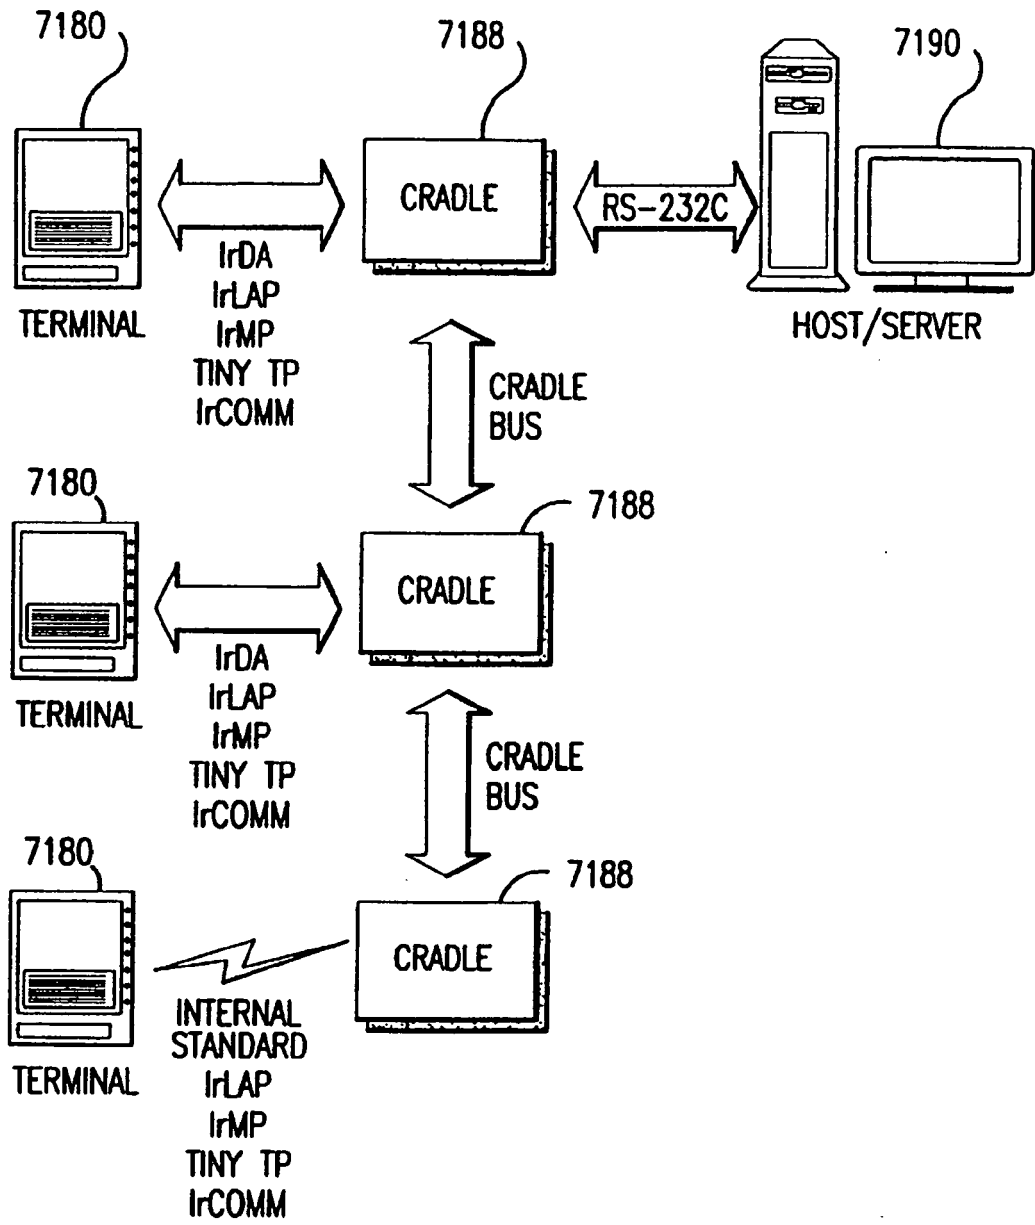 7180
7188
7190
CRADLE
RS-232C
IrDA
IrLAP
IrMP
TINY TP
IrCOMM
TERMINAL
HOST/SERVER
CRADLE
BUS
7180
7188
CRADLE
IrDA
IrLAP
IrMP
TINY TP
IrCOMM
TERMINAL
CRADLE
BUS
7180
7188
CRADLE
INTERNAL
STANDARD
IrLAP
IrMP
TINY TP
IrCOMM
TERMINAL